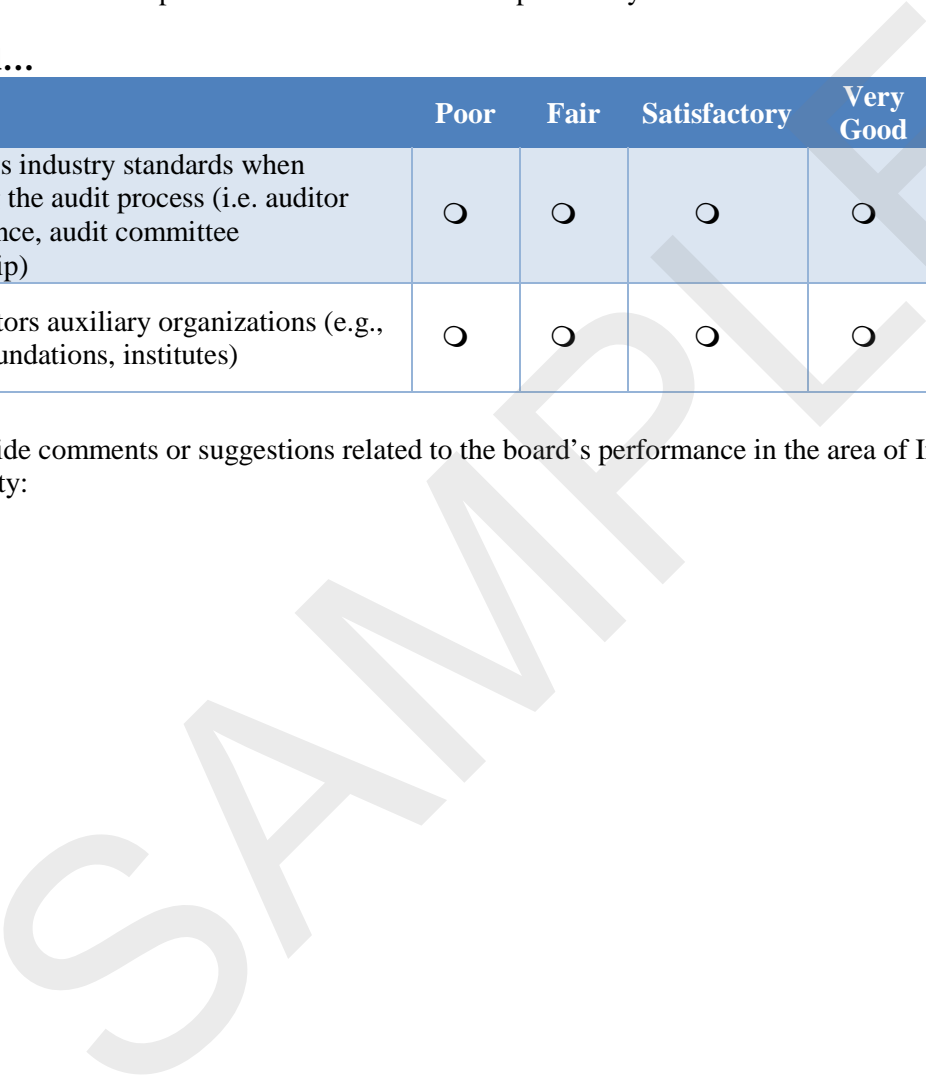 ...
Poor Fair Satisfactory Very Good
s industry standards when
the audit process (i.e. auditor
nce, audit committee
ip)
tors auxiliary organizations (e.g.,
undations, institutes)
ide comments or suggestions related to the board’s performance in the area of I
ty:
SAMPLE